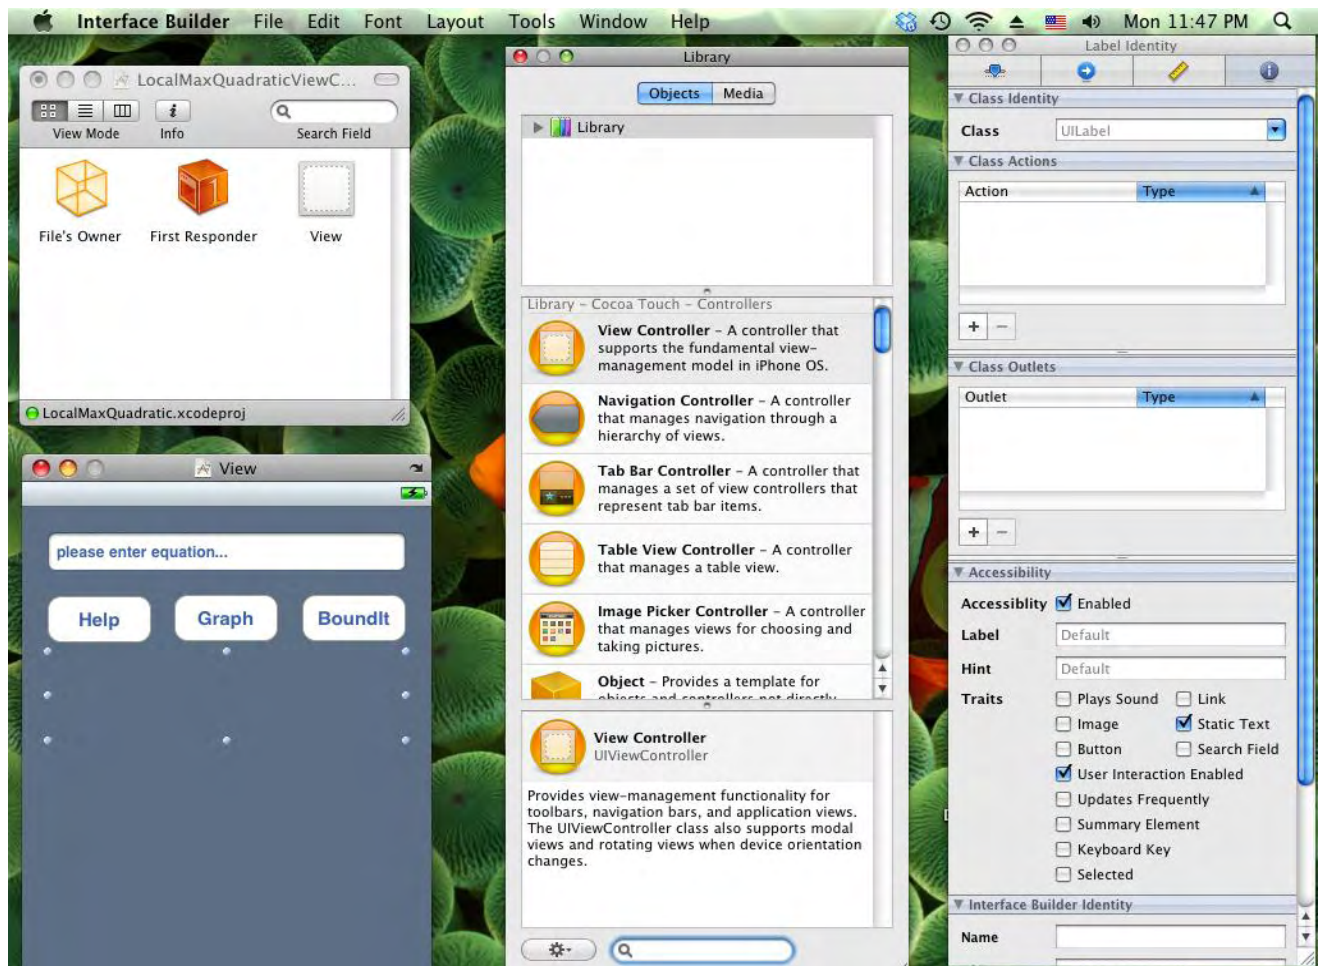 Interface Builder File Edit Font Layout Tools Window Help Mon 11:47 PM
LocalMaxQuadraticViewC...
View Mode Info Search Field
File's Owner First Responder View
LocalMaxQuadratic.xcodeproj
View
please enter equation...
Help Graph BoundIt
Library
Objects Media
Library
Library – Cocoa Touch – Controllers
View Controller – A controller that
supports the fundamental view-
management model in iPhone OS.
Navigation Controller – A controller
that manages navigation through a
hierarchy of views.
Tab Bar Controller – A controller that
manages a set of view controllers that
represent tab bar items.
Table View Controller – A controller
that manages a table view.
Image Picker Controller – A controller
that manages views for choosing and
taking pictures.
Object – Provides a template for
objects and controllers not directly
View Controller
UIViewController
Provides view-management functionality for
toolbars, navigation bars, and application views.
The UIViewController class also supports modal
views and rotating views when device orientation
changes.
Label Identity
Class Identity
Class UILabel
Class Actions
Action Type
+ −
Class Outlets
Outlet Type
+ −
Accessibility
Accessiblity Enabled
Label Default
Hint Default
Traits Plays Sound Link
Image Static Text
Button Search Field
User Interaction Enabled
Updates Frequently
Summary Element
Keyboard Key
Selected
Interface Builder Identity
Name